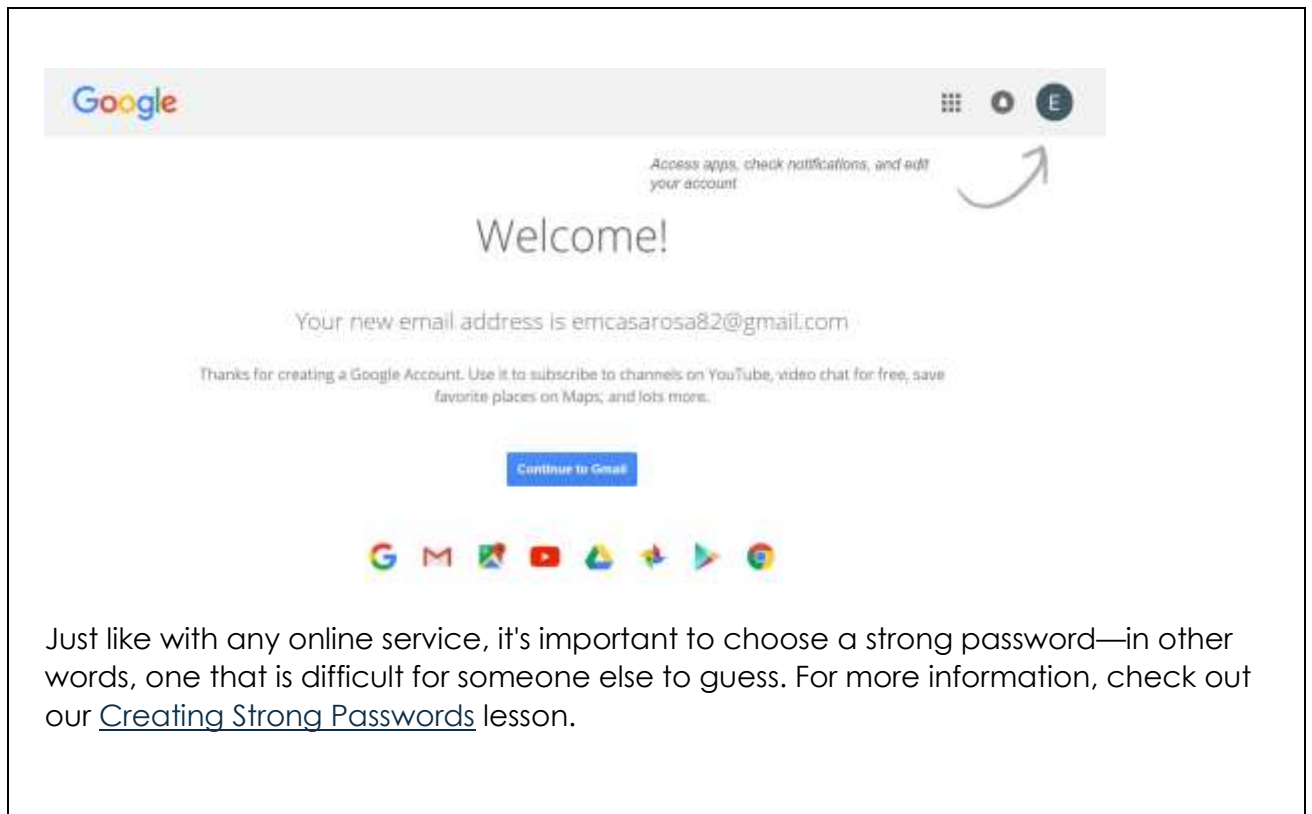 Google
E
Access apps, check notifications, and edit
your account
Welcome!
Your new email address is emcasarosa82@gmail.com
Thanks for creating a Google Account. Use it to subscribe to channels on YouTube, video chat for free, save
favorite places on Maps, and lots more.
Continue to Gmail
Just like with any online service, it's important to choose a strong password—in other
words, one that is difficult for someone else to guess. For more information, check out
our Creating Strong Passwords lesson.